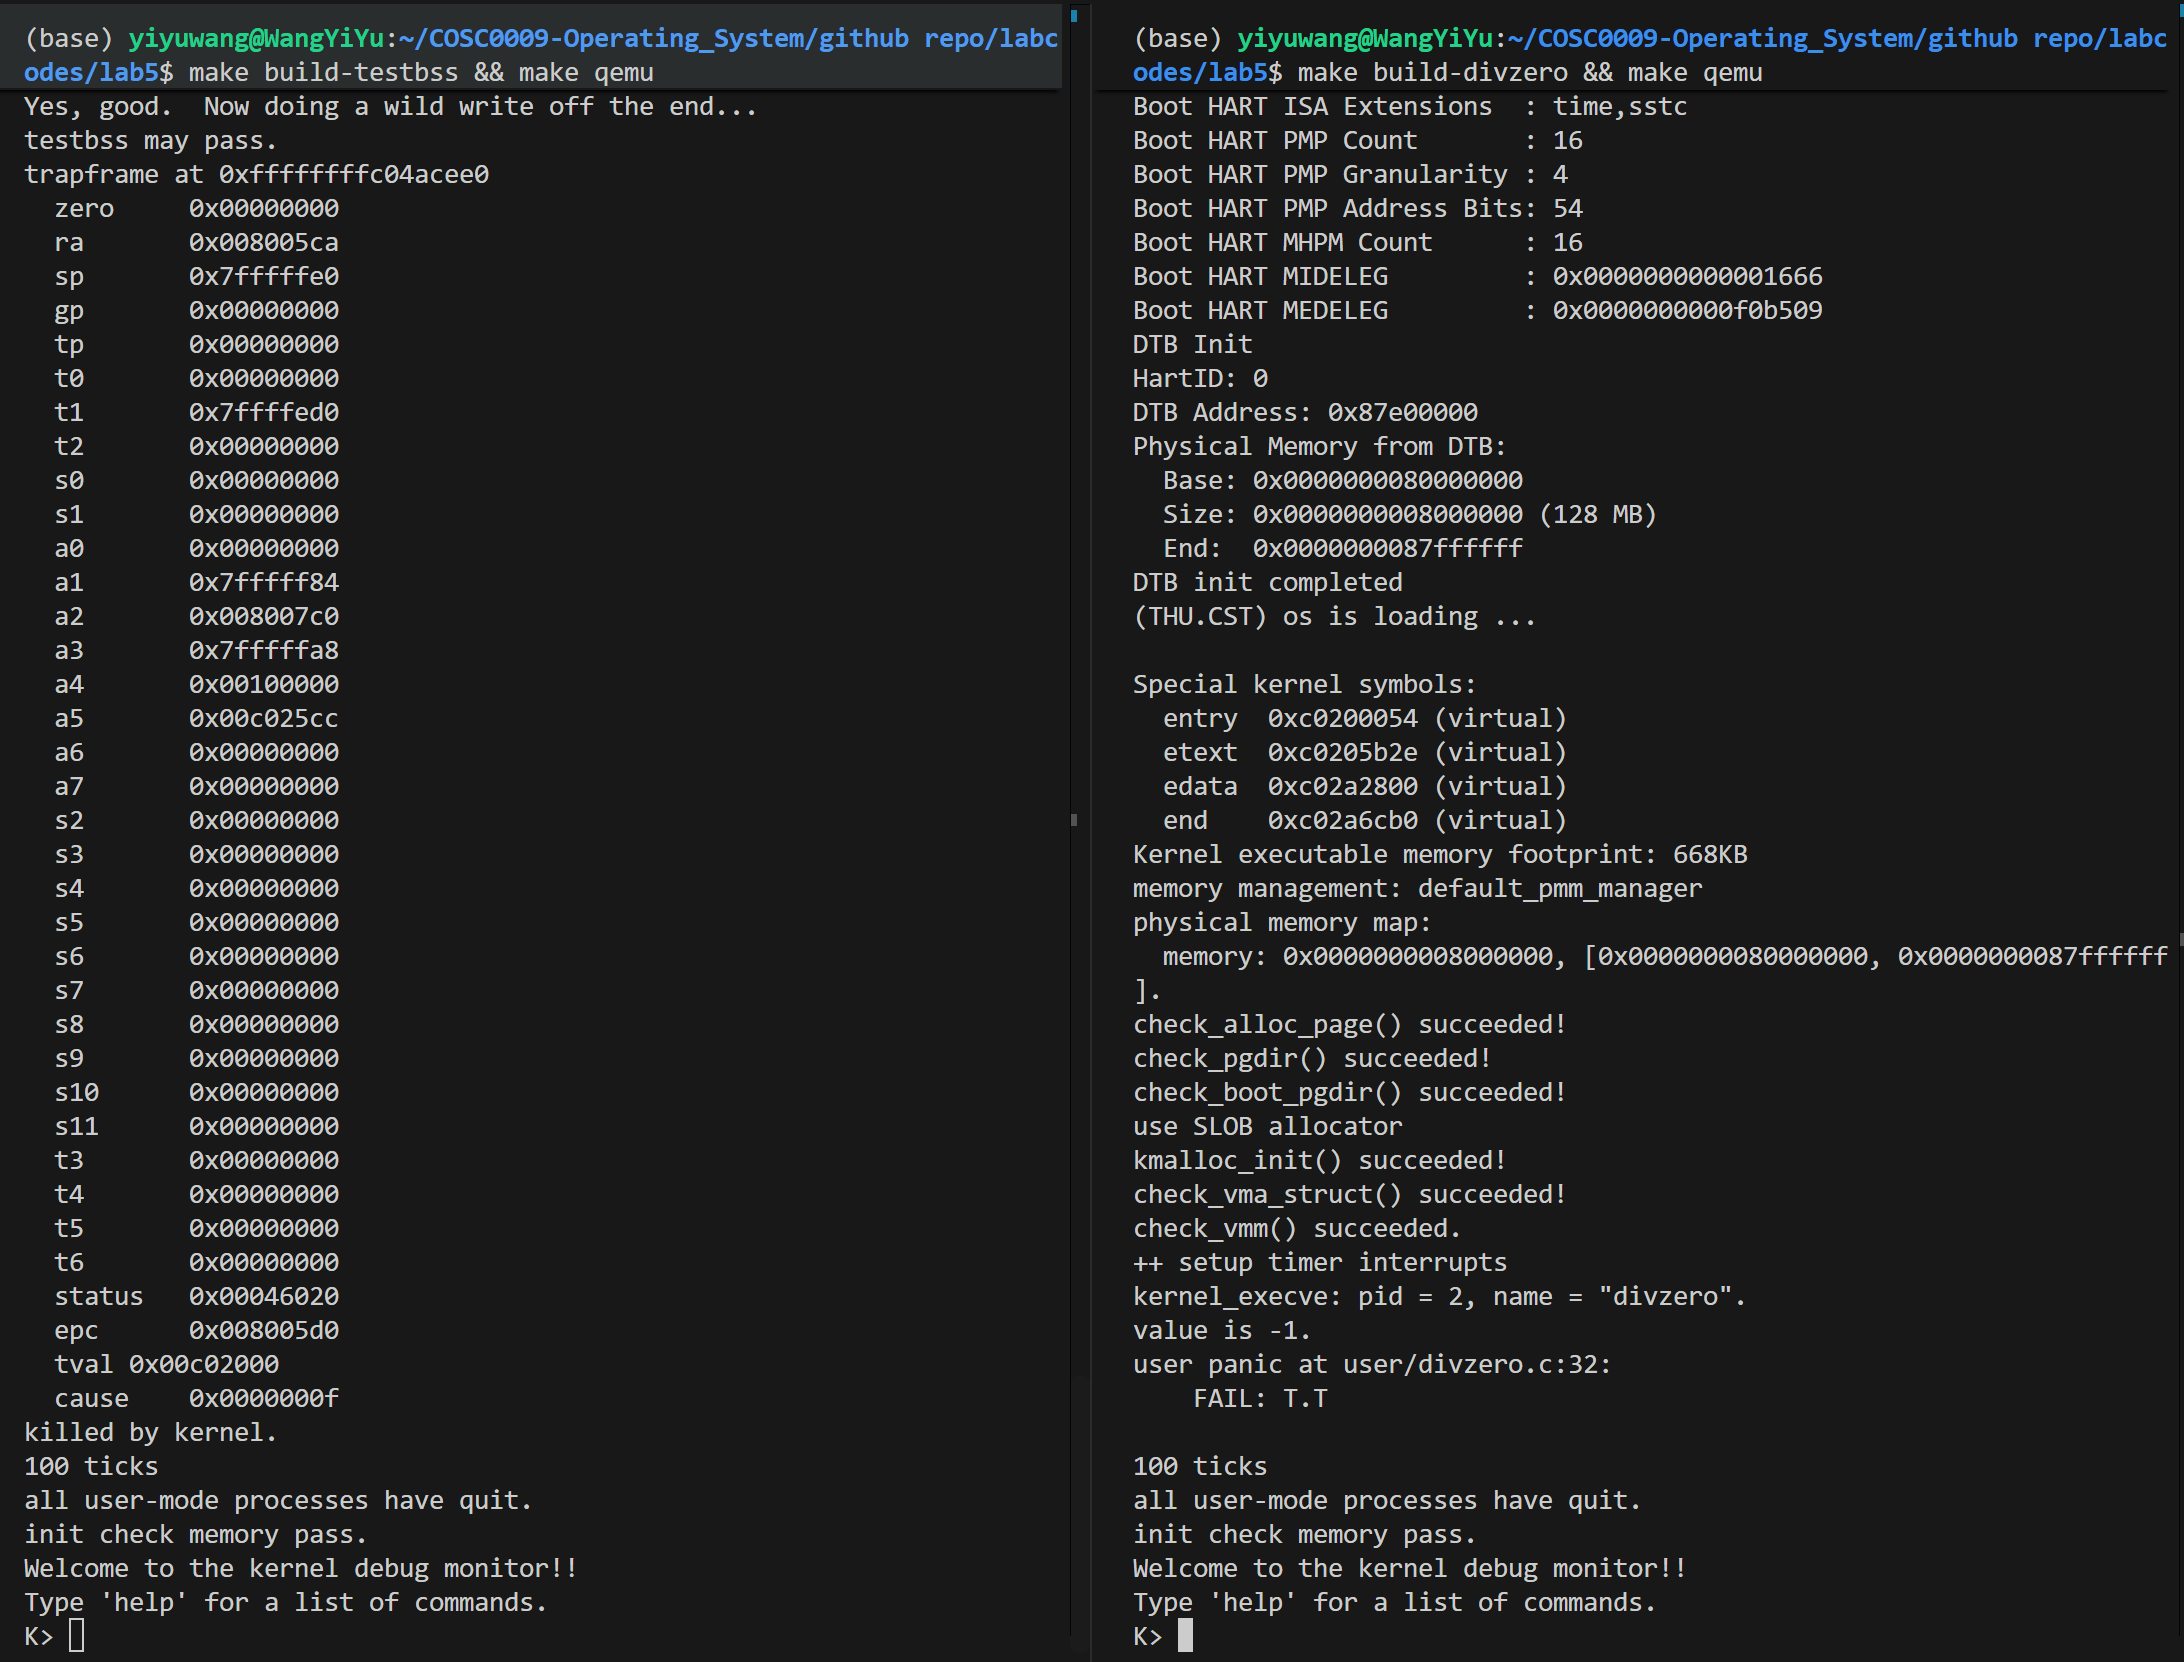 (base) yiyuwang@WangYiYu:~/COSC0009-Operating_System/github repo/labc
odes/lab5$ make build-testbss && make qemu
Yes, good.  Now doing a wild write off the end...
testbss may pass.
trapframe at 0xffffffffc04acee0
  zero     0x00000000
  ra       0x008005ca
  sp       0x7fffffe0
  gp       0x00000000
  tp       0x00000000
  t0       0x00000000
  t1       0x7ffffed0
  t2       0x00000000
  s0       0x00000000
  s1       0x00000000
  a0       0x00000000
  a1       0x7fffff84
  a2       0x008007c0
  a3       0x7fffffa8
  a4       0x00100000
  a5       0x00c025cc
  a6       0x00000000
  a7       0x00000000
  s2       0x00000000
  s3       0x00000000
  s4       0x00000000
  s5       0x00000000
  s6       0x00000000
  s7       0x00000000
  s8       0x00000000
  s9       0x00000000
  s10      0x00000000
  s11      0x00000000
  t3       0x00000000
  t4       0x00000000
  t5       0x00000000
  t6       0x00000000
  status   0x00046020
  epc      0x008005d0
  tval 0x00c02000
  cause    0x0000000f
killed by kernel.
100 ticks
all user-mode processes have quit.
init check memory pass.
Welcome to the kernel debug monitor!!
Type 'help' for a list of commands.
K>
(base) yiyuwang@WangYiYu:~/COSC0009-Operating_System/github repo/labc
odes/lab5$ make build-divzero && make qemu
Boot HART ISA Extensions  : time,sstc
Boot HART PMP Count       : 16
Boot HART PMP Granularity : 4
Boot HART PMP Address Bits: 54
Boot HART MHPM Count      : 16
Boot HART MIDELEG         : 0x0000000000001666
Boot HART MEDELEG         : 0x0000000000f0b509
DTB Init
HartID: 0
DTB Address: 0x87e00000
Physical Memory from DTB:
  Base: 0x0000000080000000
  Size: 0x0000000008000000 (128 MB)
  End:  0x0000000087ffffff
DTB init completed
(THU.CST) os is loading ...
Special kernel symbols:
  entry  0xc0200054 (virtual)
  etext  0xc0205b2e (virtual)
  edata  0xc02a2800 (virtual)
  end    0xc02a6cb0 (virtual)
Kernel executable memory footprint: 668KB
memory management: default_pmm_manager
physical memory map:
  memory: 0x0000000008000000, [0x0000000080000000, 0x0000000087ffffff
].
check_alloc_page() succeeded!
check_pgdir() succeeded!
check_boot_pgdir() succeeded!
use SLOB allocator
kmalloc_init() succeeded!
check_vma_struct() succeeded!
check_vmm() succeeded.
++ setup timer interrupts
kernel_execve: pid = 2, name = "divzero".
value is -1.
user panic at user/divzero.c:32:
    FAIL: T.T
100 ticks
all user-mode processes have quit.
init check memory pass.
Welcome to the kernel debug monitor!!
Type 'help' for a list of commands.
K>